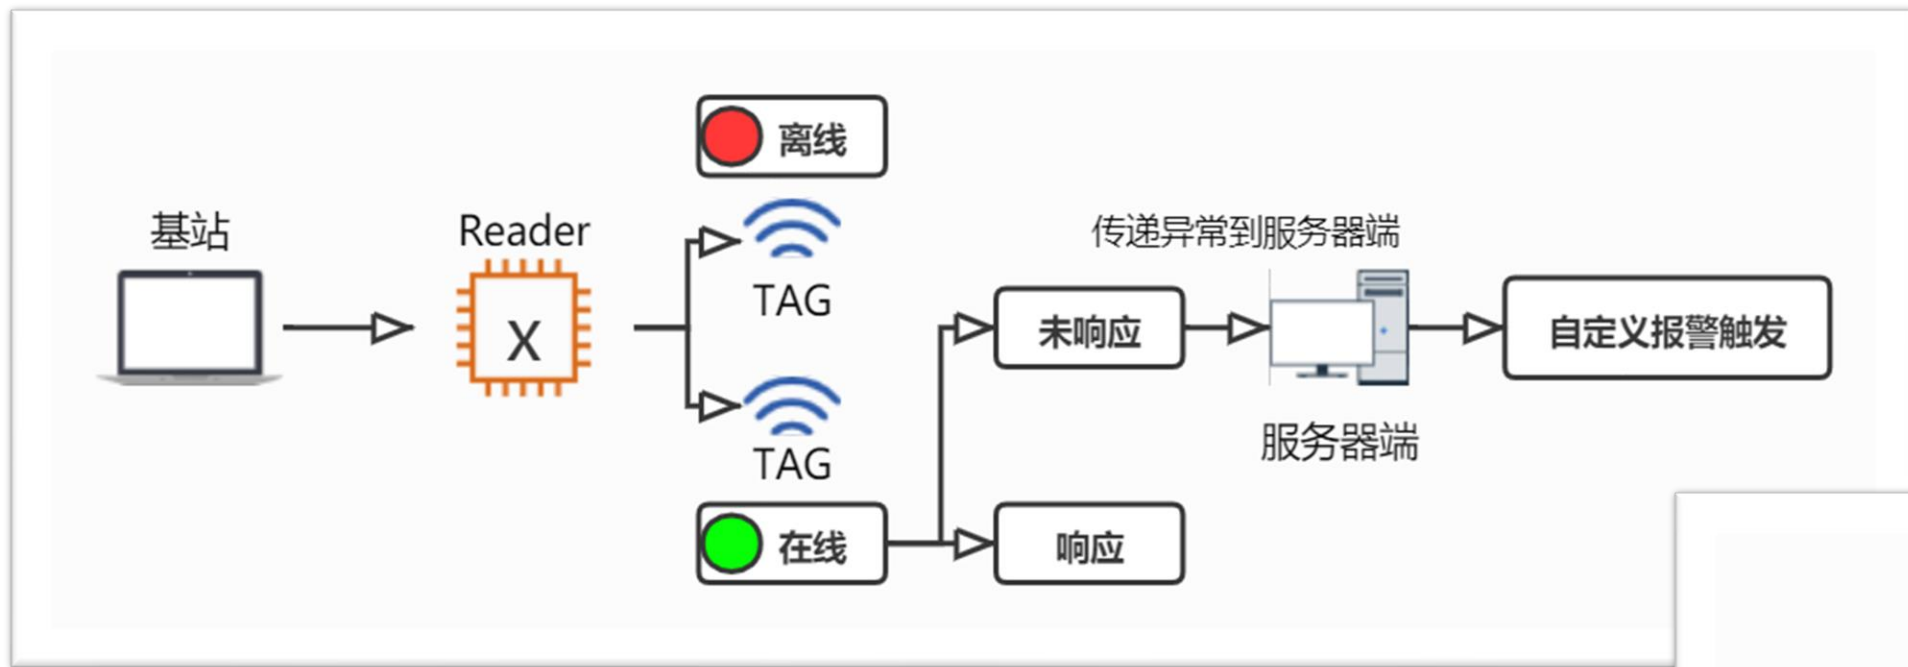 离线
基站
Reader
X
TAG
传递异常到服务器端
未响应
自定义报警触发
服务器端
TAG
在线
响应